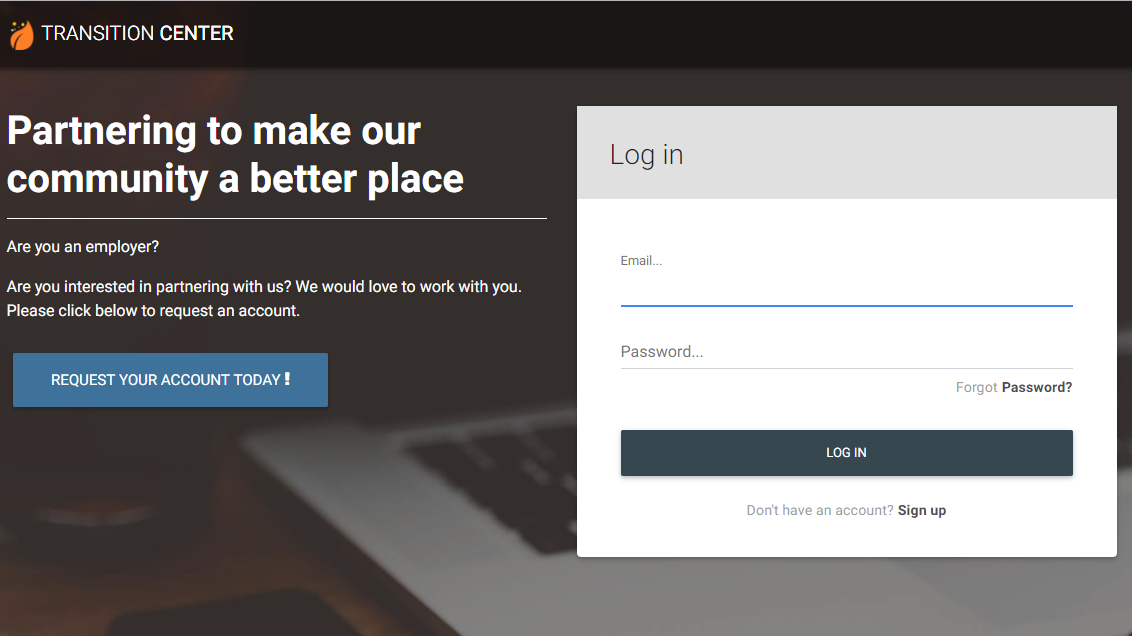 TRANSITION CENTER
Partnering to make our
community a better place
Are you an employer?
Are you interested in partnering with us? We would love to work with you.
Please click below to request an account.
REQUEST YOUR ACCOUNT TODAY !
Log in
Email...
Password...
Forgot Password?
LOG IN
Don't have an account? Sign up